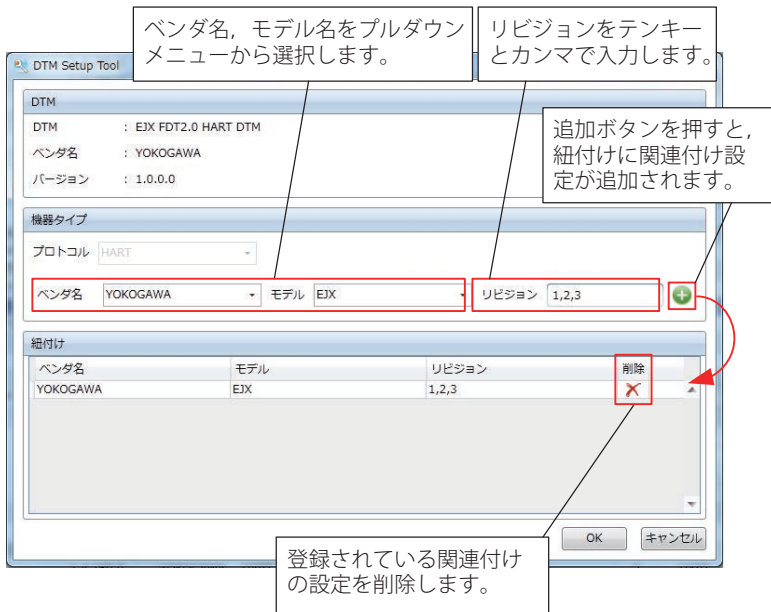 ベンダ名，モデル名をプルダウン
メニューから選択します。
リビジョンをテンキー
とカンマで入力します。
DTM Setup Tool
DTM
DTM : EJX FDT2.0 HART DTM
ベンダ名 : YOKOGAWA
バージョン : 1.0.0.0
追加ボタンを押すと，
紐付けに関連付け設
定が追加されます。
機器タイプ
プロトコル HART
ベンダ名 YOKOGAWA モデル EJX リビジョン 1,2,3
紐付け
ベンダ名 モデル リビジョン 削除
YOKOGAWA EJX 1,2,3
OK キャンセル
登録されている関連付け
の設定を削除します。